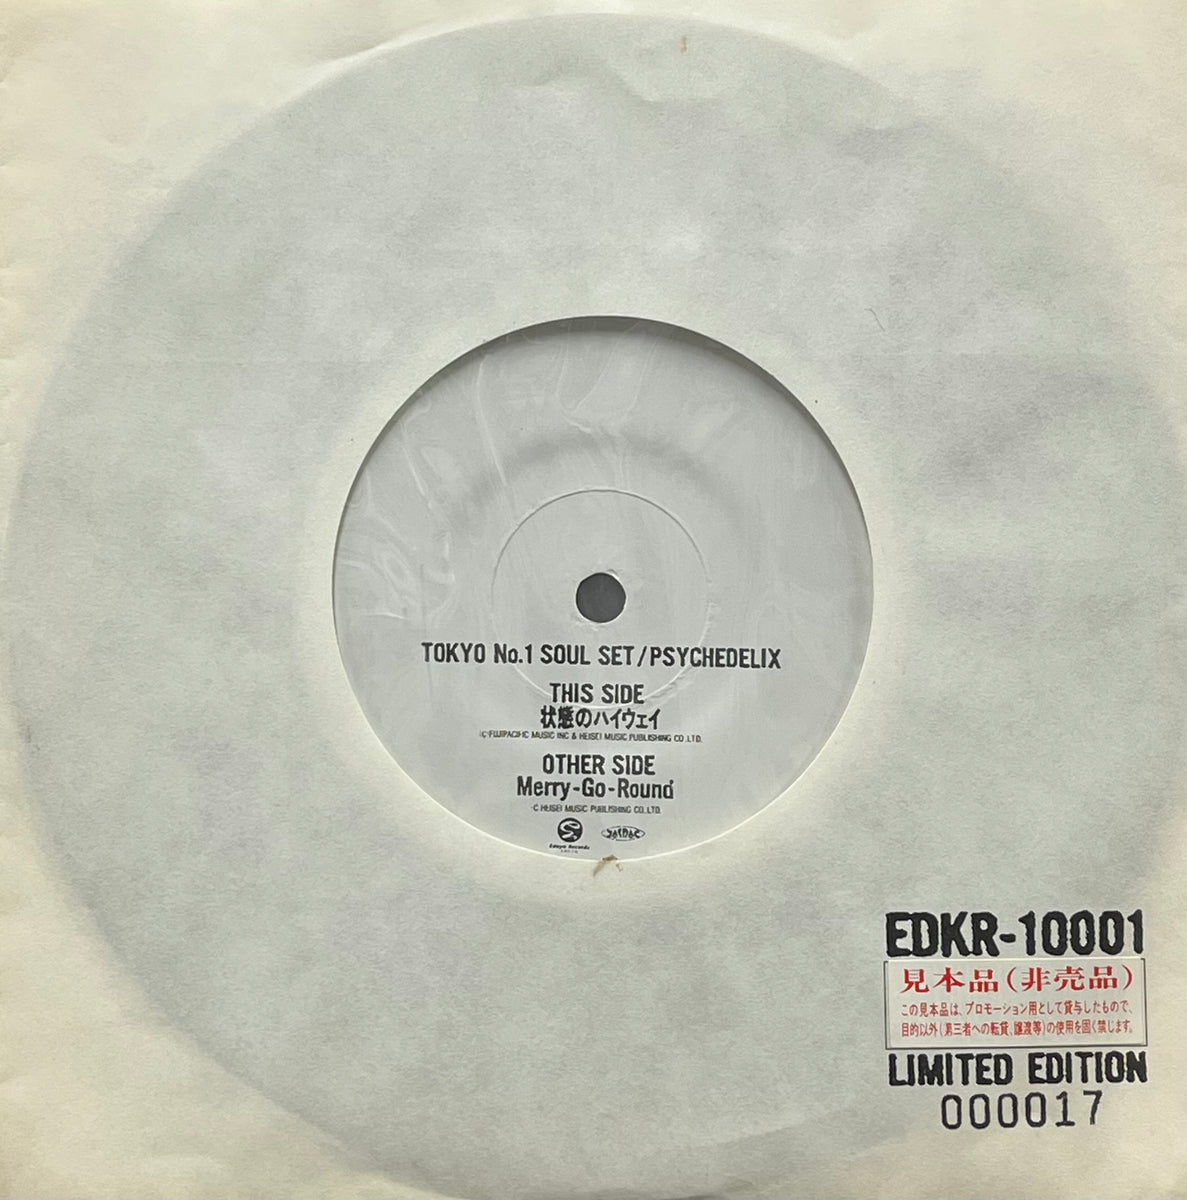 TOKYO No.1 SOUL SET/PSYCHEDELIX
THIS SIDE
状態のハイウェイ
C FUJIPACIFIC MUSIC INC & HEISEI MUSIC PUBLISHING CO.,LTD.
OTHER SIDE
Merry-Go-Round
C HEISEI MUSIC PUBLISHING CO.,LTD.
Idyllic Records
JASRAC
EDKR-10001
見本品(非売品)
この見本品は、プロモーション用として貸与したもので、
目的以外(第三者への転貸、譲渡等)の使用を固く禁じます。
LIMITED EDITION
000017